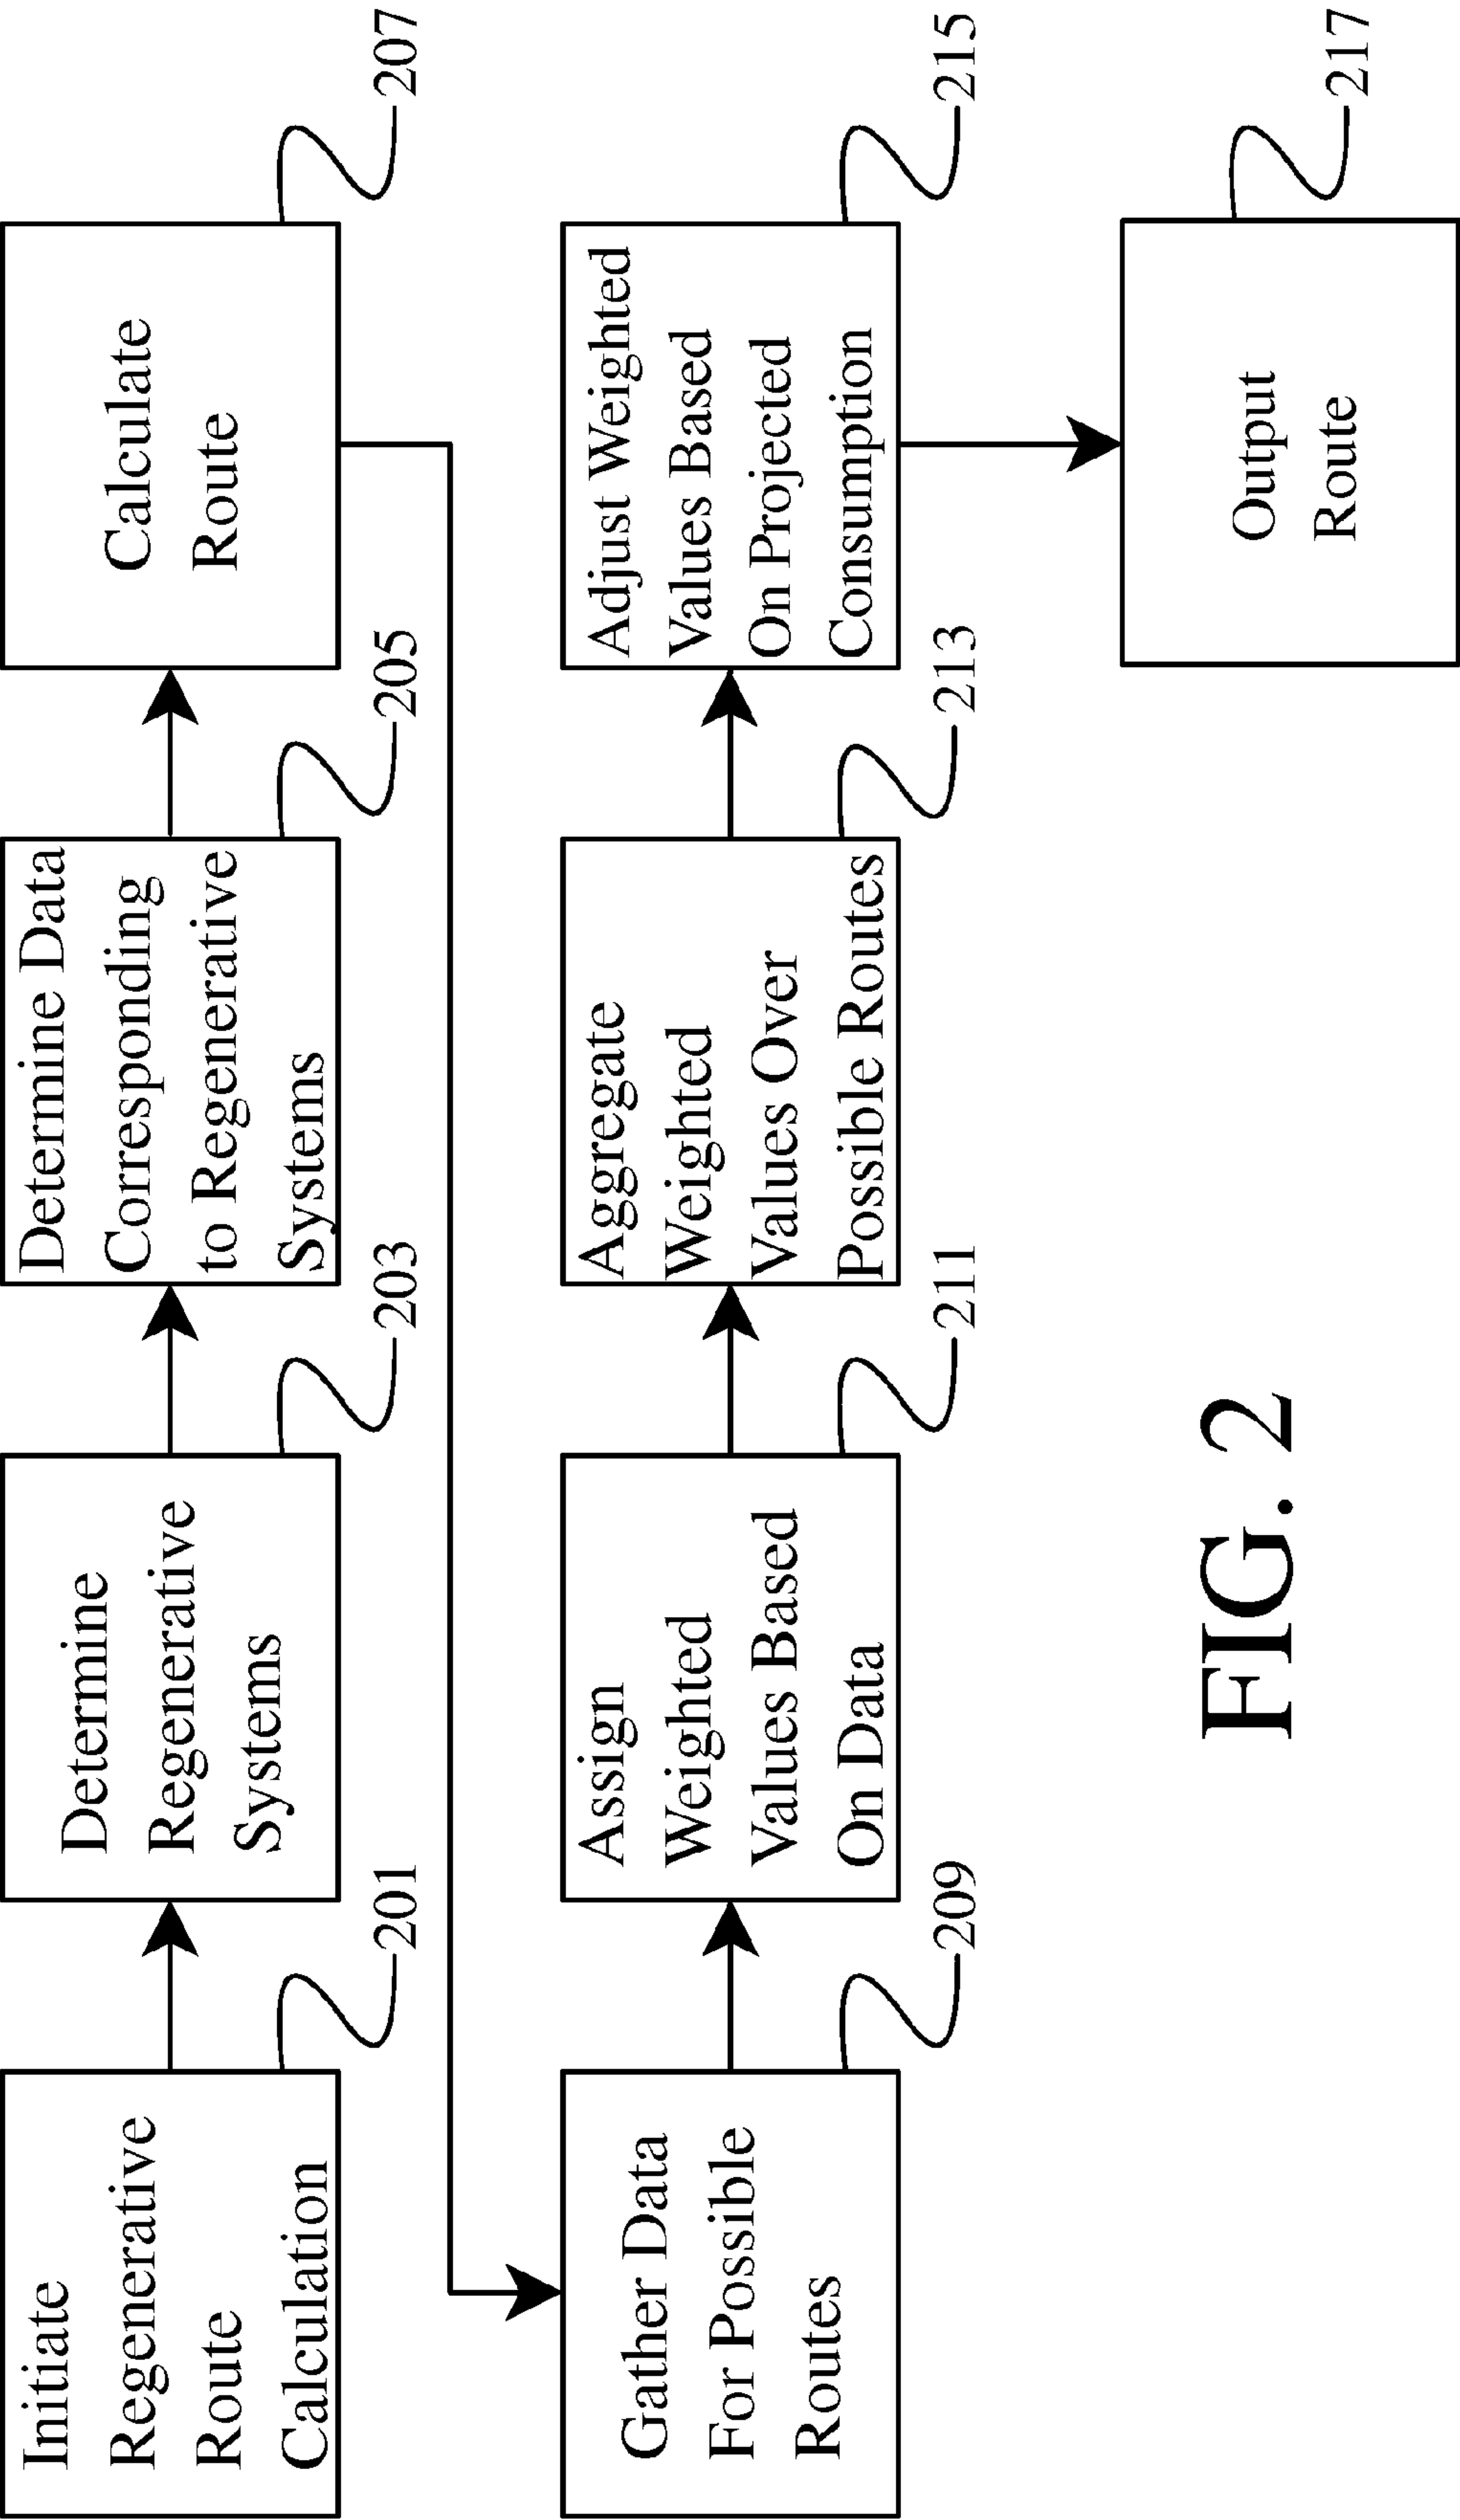 Initiate
Regenerative
Route
Calculation
201
Determine
Regenerative
Systems
203
Determine Data
Corresponding
to Regenerative
Systems
205
Calculate
Route
207
Gather Data
For Possible
Routes
209
Assign
Weighted
Values Based
On Data
211
Aggregate
Weighted
Values Over
Possible Routes
213
Adjust Weighted
Values Based
On Projected
Consumption
215
Output
Route
217
FIG. 2